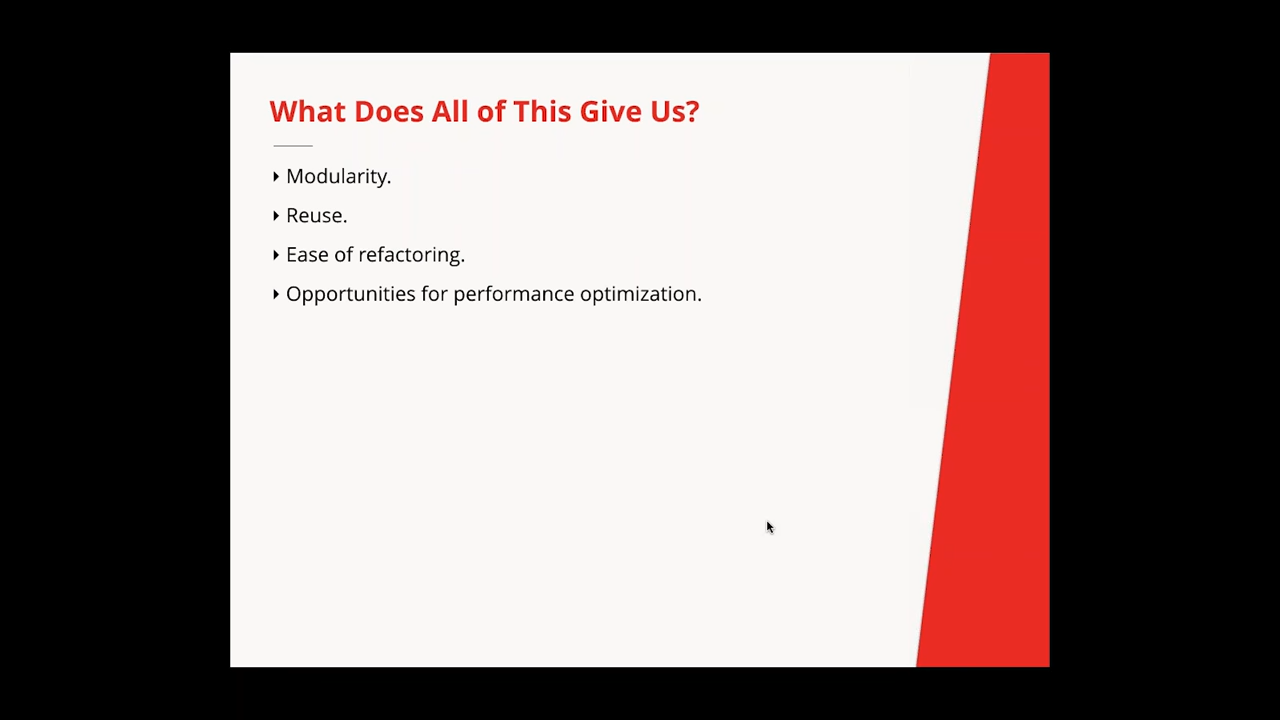 What Does All of This Give Us?
Modularity.
Reuse.
Ease of refactoring.
Opportunities for performance optimization.